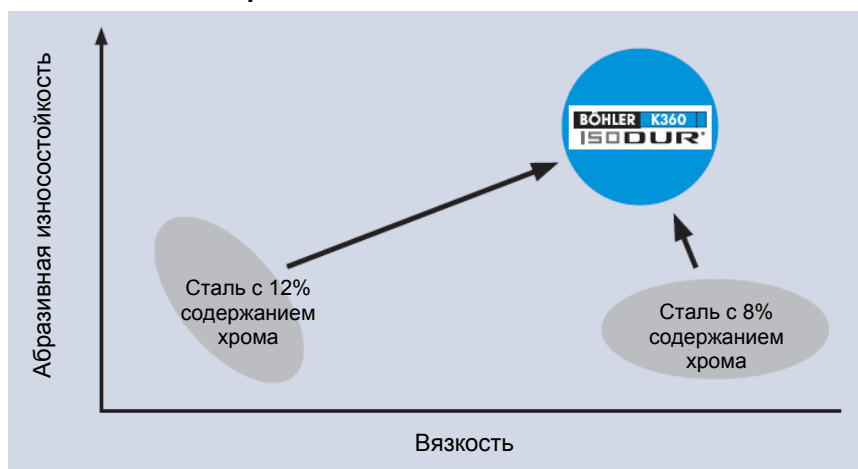 Абразивная износостойкость
BÖHLER K360
ISODUR
Сталь с 12%
содержанием
хрома
Сталь с 8%
содержанием
хрома
Вязкость